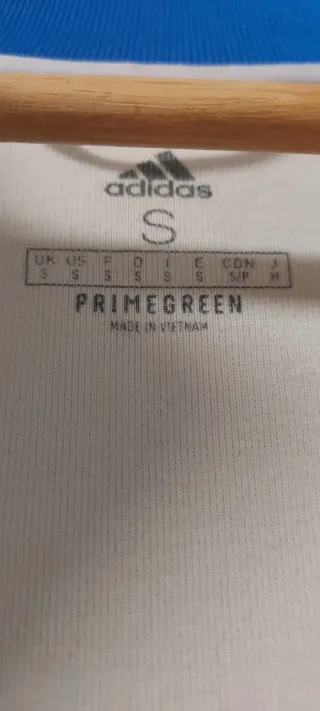 adidas
S
UK US F D I E CDN J
S S S S S S S/P M
PRIMEGREEN
MADE IN VIETNAM